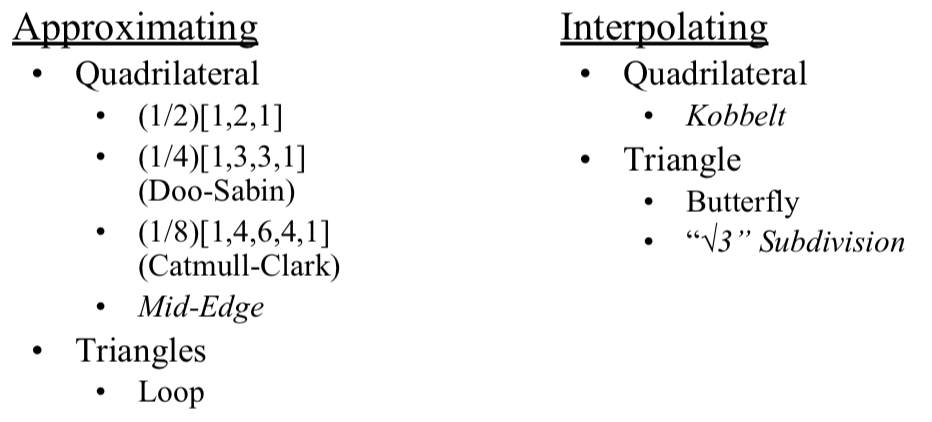 Approximating
• Quadrilateral
• (1/2)[1,2,1]
• (1/4)[1,3,3,1]
(Doo-Sabin)
• (1/8)[1,4,6,4,1]
(Catmull-Clark)
• Mid-Edge
• Triangles
• Loop
Interpolating
• Quadrilateral
• Kobbelt
• Triangle
• Butterfly
• “√3” Subdivision